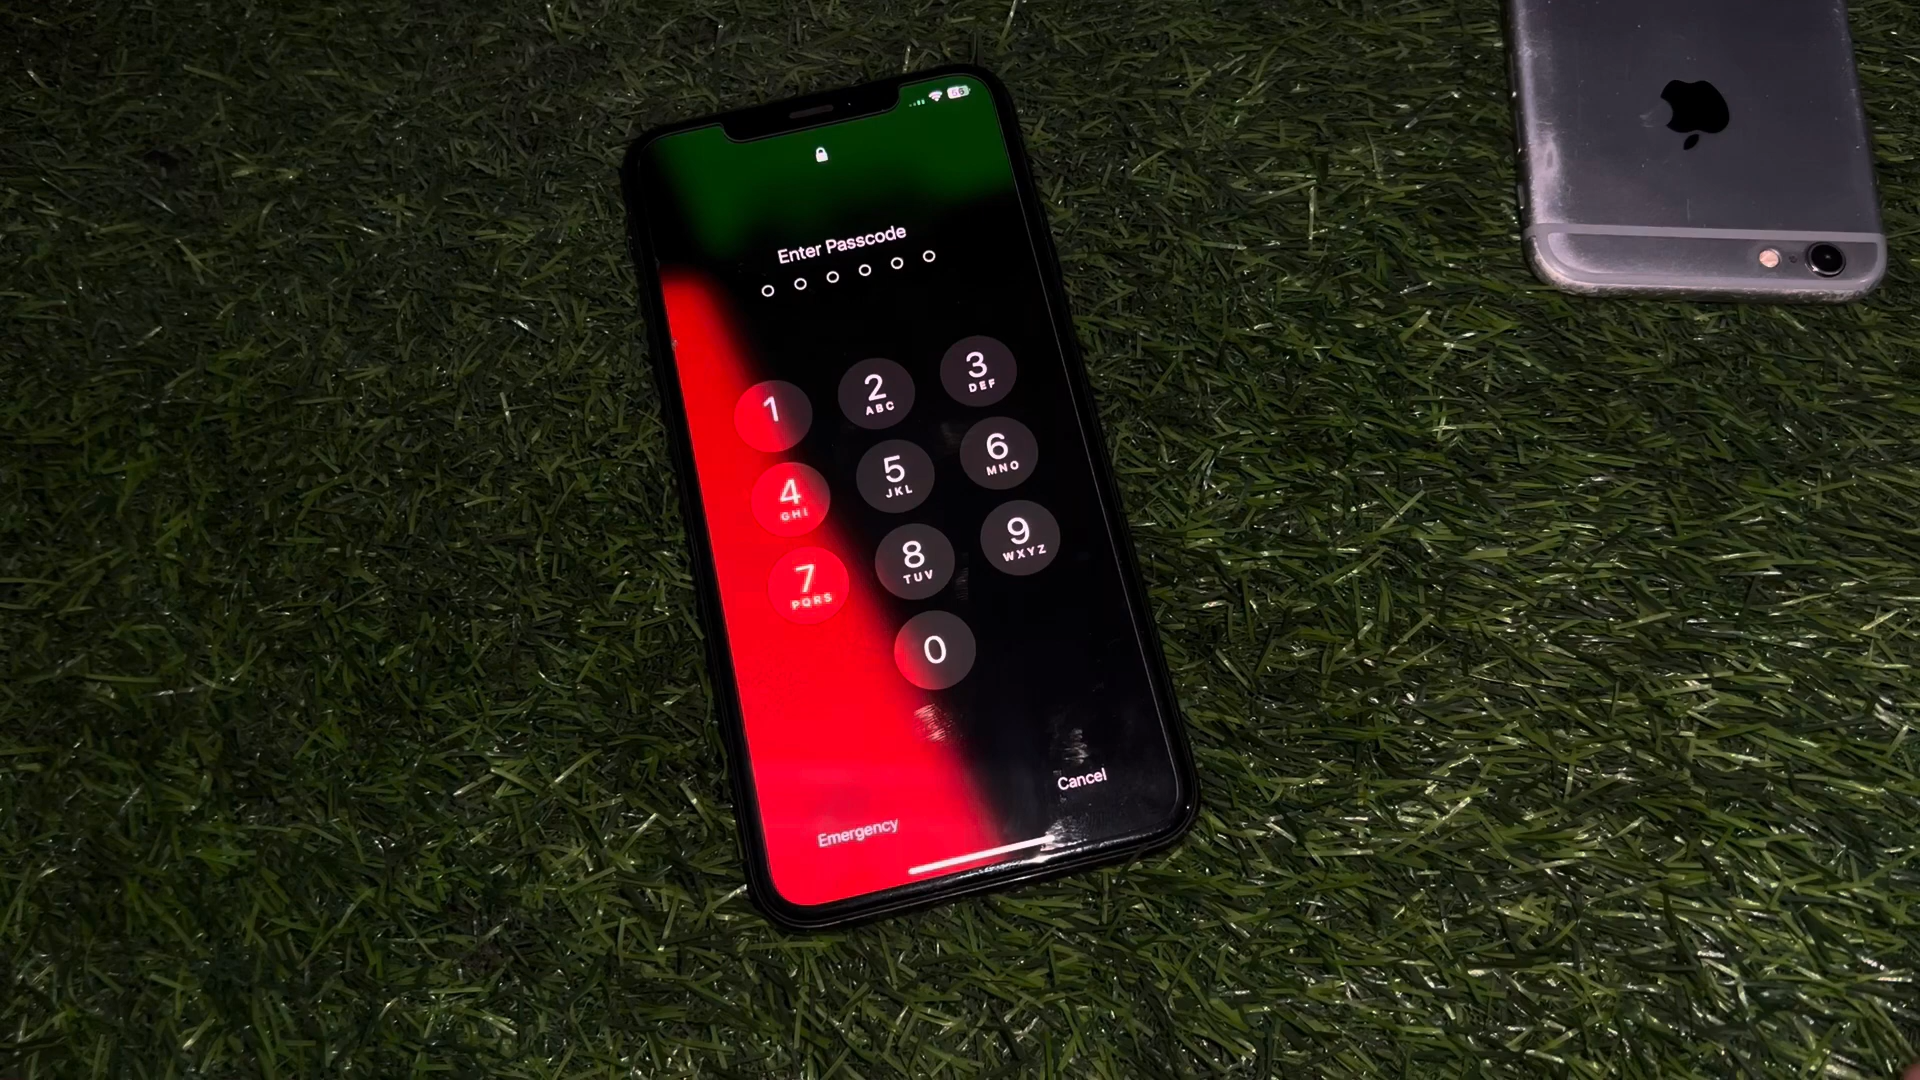 56
Enter Passcode
1
2
ABC
3
DEF
4
GHI
5
JKL
6
MNO
7
PQRS
8
TUV
9
WXYZ
0
Emergency
Cancel